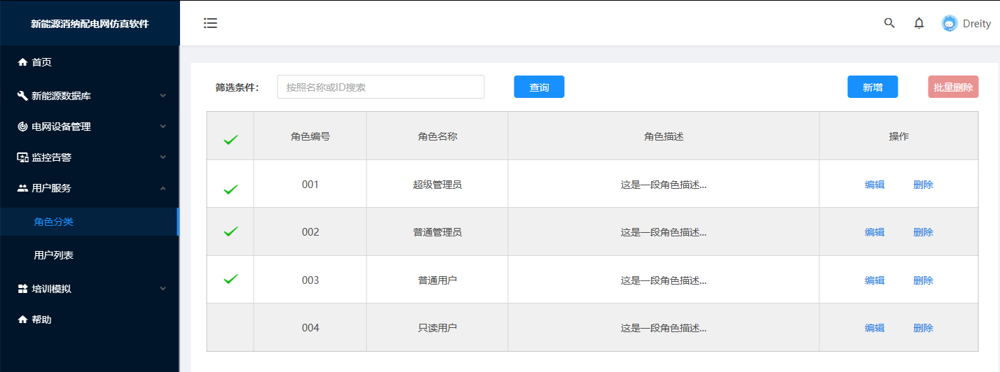 新能源消纳配电网仿真软件
Dreity
首页
新能源数据库
电网设备管理
监控告警
用户服务
角色分类
用户列表
培训模拟
帮助
筛选条件:
按照名称或ID搜索
查询
新增
批量删除
角色编号 角色名称 角色描述 操作
001 超级管理员 这是一段角色描述... 编辑 删除
002 普通管理员 这是一段角色描述... 编辑 删除
003 普通用户 这是一段角色描述... 编辑 删除
004 只读用户 这是一段角色描述... 编辑 删除